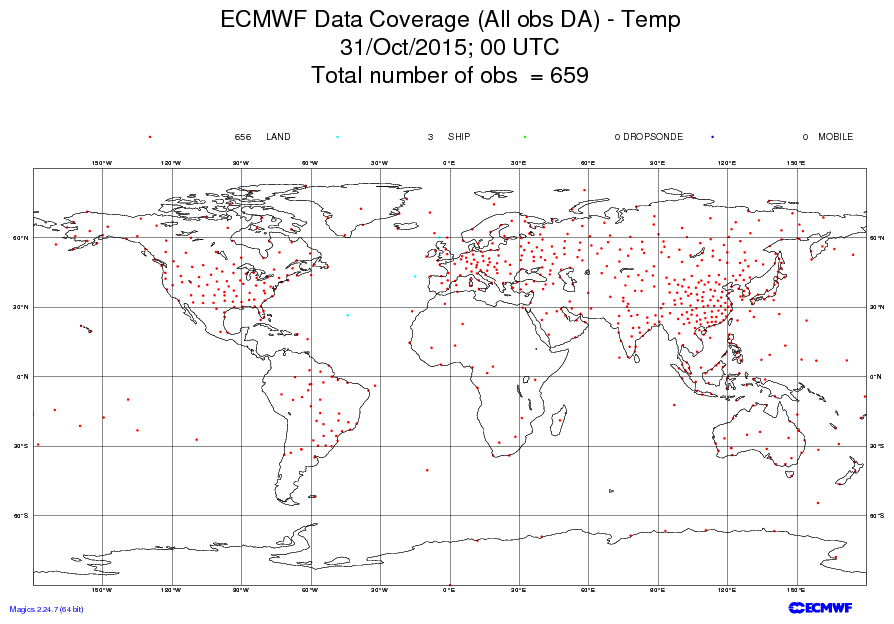 ECMWF Data Coverage (All obs DA) - Temp
31/Oct/2015; 00 UTC
Total number of obs = 659
656 LAND 3 SHIP 0 DROPSONDE 0 MOBILE
150°W 120°W 90°W 60°W 30°W 0°E 30°E 60°E 90°E 120°E 150°E
60°N 60°N
30°N 30°N
0°N 0°N
30°S 30°S
60°S 60°S
150°W 120°W 90°W 60°W 30°W 0°E 30°E 60°E 90°E 120°E 150°E
Magics 2.24.7 (64 bit) ECMWF